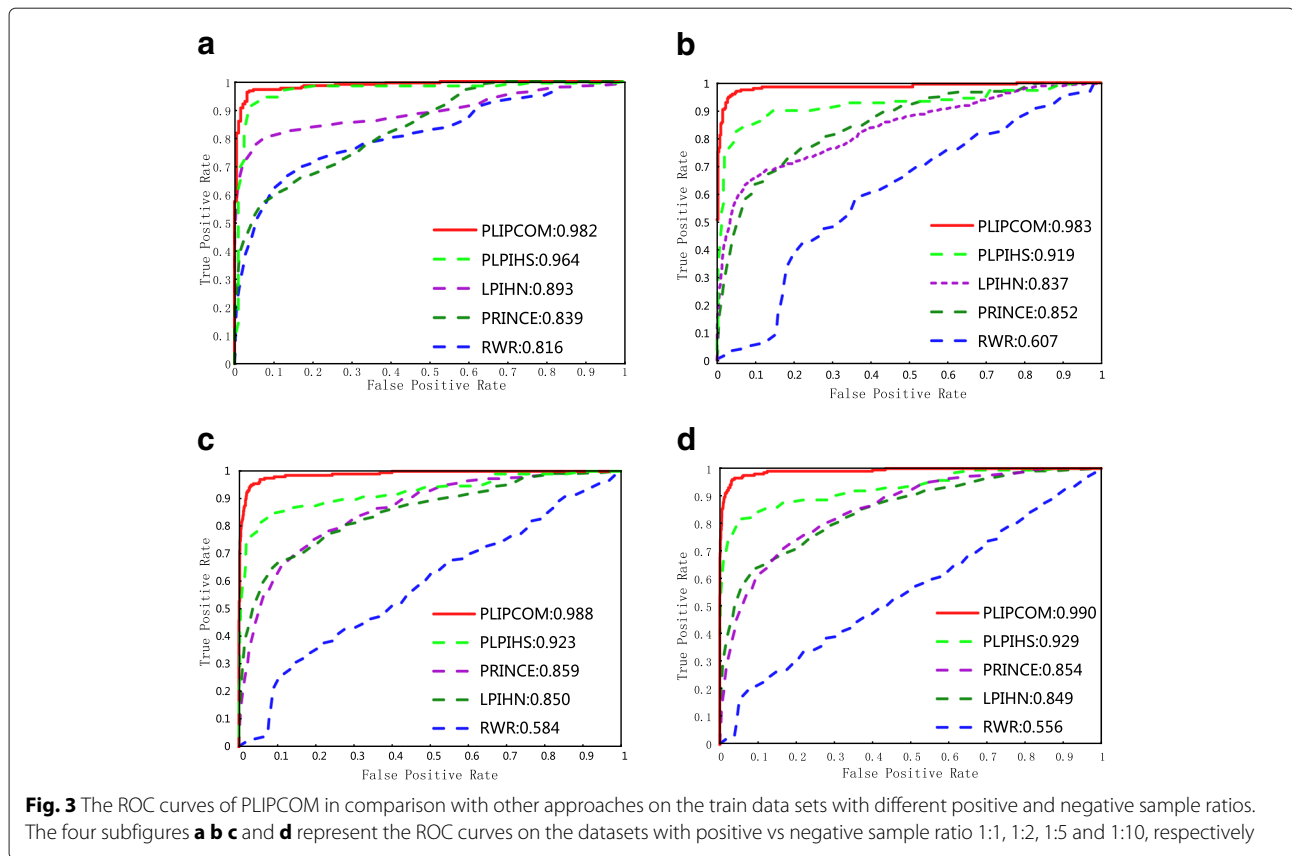 a
1
0.9
0.8
0.7
0.6
0.5
0.4
0.3
0.2
0.1
0
True Positive Rate
PLIPCOM:0.982
PLPIHS:0.964
LPIHN:0.893
PRINCE:0.839
RWR:0.816
0 0.1 0.2 0.3 0.4 0.5 0.6 0.7 0.8 0.9 1
False Positive Rate
b
1
0.9
0.8
0.7
0.6
0.5
0.4
0.3
0.2
0.1
0
True Positive Rate
PLIPCOM:0.983
PLPIHS:0.919
LPIHN:0.837
PRINCE:0.852
RWR:0.607
0 0.1 0.2 0.3 0.4 0.5 0.6 0.7 0.8 0.9 1
False Positive Rate
c
1
0.9
0.8
0.7
0.6
0.5
0.4
0.3
0.2
0.1
0
True Positive Rate
PLIPCOM:0.988
PLPIHS:0.923
PRINCE:0.859
LPIHN:0.850
RWR:0.584
0 0.1 0.2 0.3 0.4 0.5 0.6 0.7 0.8 0.9 1
False Positive Rate
d
1
0.9
0.8
0.7
0.6
0.5
0.4
0.3
0.2
0.1
0
True Positive Rate
PLIPCOM:0.990
PLPIHS:0.929
PRINCE:0.854
LPIHN:0.849
RWR:0.556
0 0.1 0.2 0.3 0.4 0.5 0.6 0.7 0.8 0.9 1
False Positive Rate
Fig. 3 The ROC curves of PLIPCOM in comparison with other approaches on the train data sets with different positive and negative sample ratios.
The four subfigures a b c and d represent the ROC curves on the datasets with positive vs negative sample ratio 1:1, 1:2, 1:5 and 1:10, respectively